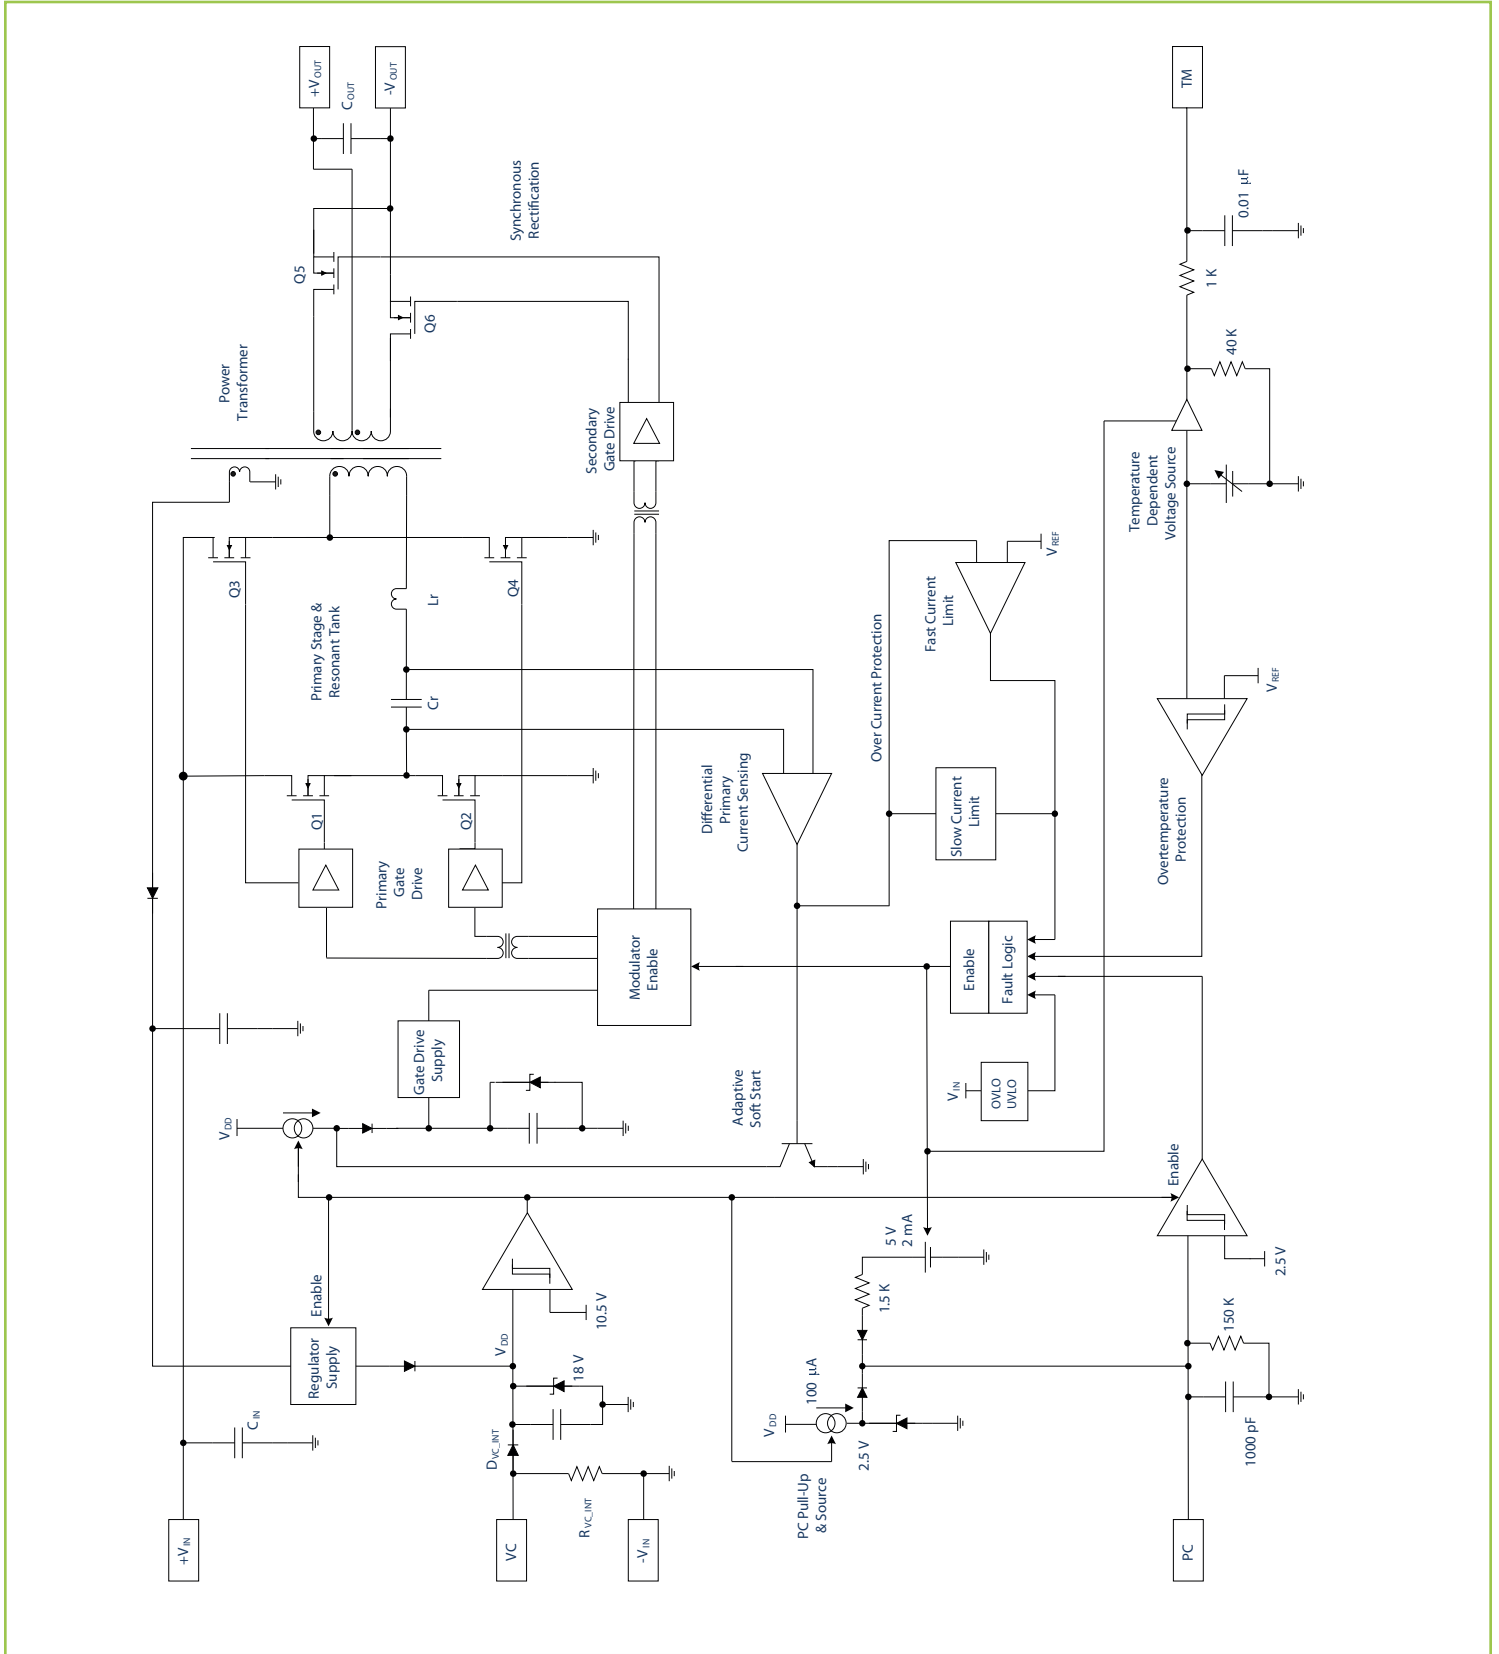 +VOUT
COUT
-VOUT
Synchronous
Rectification
Q5
Q6
Power
Transformer
Secondary
Gate Drive
Q3
Q4
Lr
Primary Stage &
Resonant Tank
Cr
Q1
Q2
Primary
Gate
Drive
Differential
Primary
Current Sensing
Modulator
Enable
Gate Drive
Supply
VDD
Adaptive
Soft Start
Enable
Regulator
Supply
VDD
10.5 V
18 V
CIN
DVC_INT
RVC_INT
+VIN
VC
-VIN
TM
0.01 μF
1 K
40 K
Temperature
Dependent
Voltage Source
VREF
Fast Current
Limit
Over Current Protection
Slow Current
Limit
VREF
Overtemperature
Protection
Enable
Fault Logic
VIN
OVLO
UVLO
Enable
2.5 V
5 V
2 mA
1.5 K
150 K
100 μA
VDD
2.5 V
PC Pull-Up
& Source
1000 pF
PC